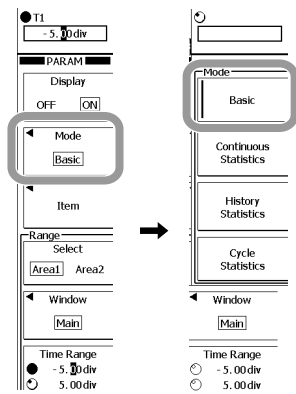 T1
-5.00div
PARAM
Display
OFF ON
Mode
Basic
Item
Range
Select
Area1 Area2
Window
Main
Time Range
-5.00div
5.00div
Mode
Basic
Continuous
Statistics
History
Statistics
Cycle
Statistics
Window
Main
Time Range
-5.00div
5.00div